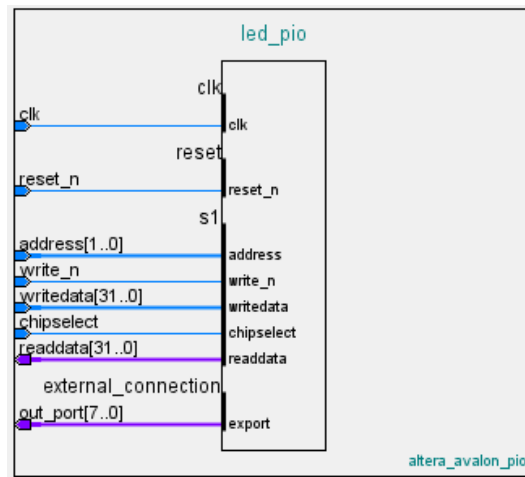 led_pio
clk
clk
clk
reset
reset_n
reset_n
s1
address[1..0]
address
write_n
write_n
writedata[31..0]
writedata
chipselect
chipselect
readdata[31..0]
readdata
external_connection
out_port[7..0]
export
altera_avalon_pio